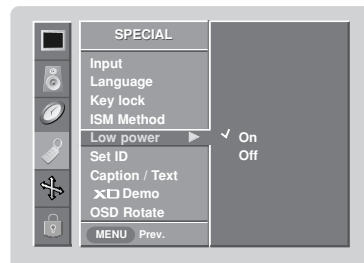 SPECIAL
Input
Language
Key lock
ISM Method
Low power ▶ ✓ On
Set ID Off
Caption / Text
XD Demo
OSD Rotate
MENU Prev.